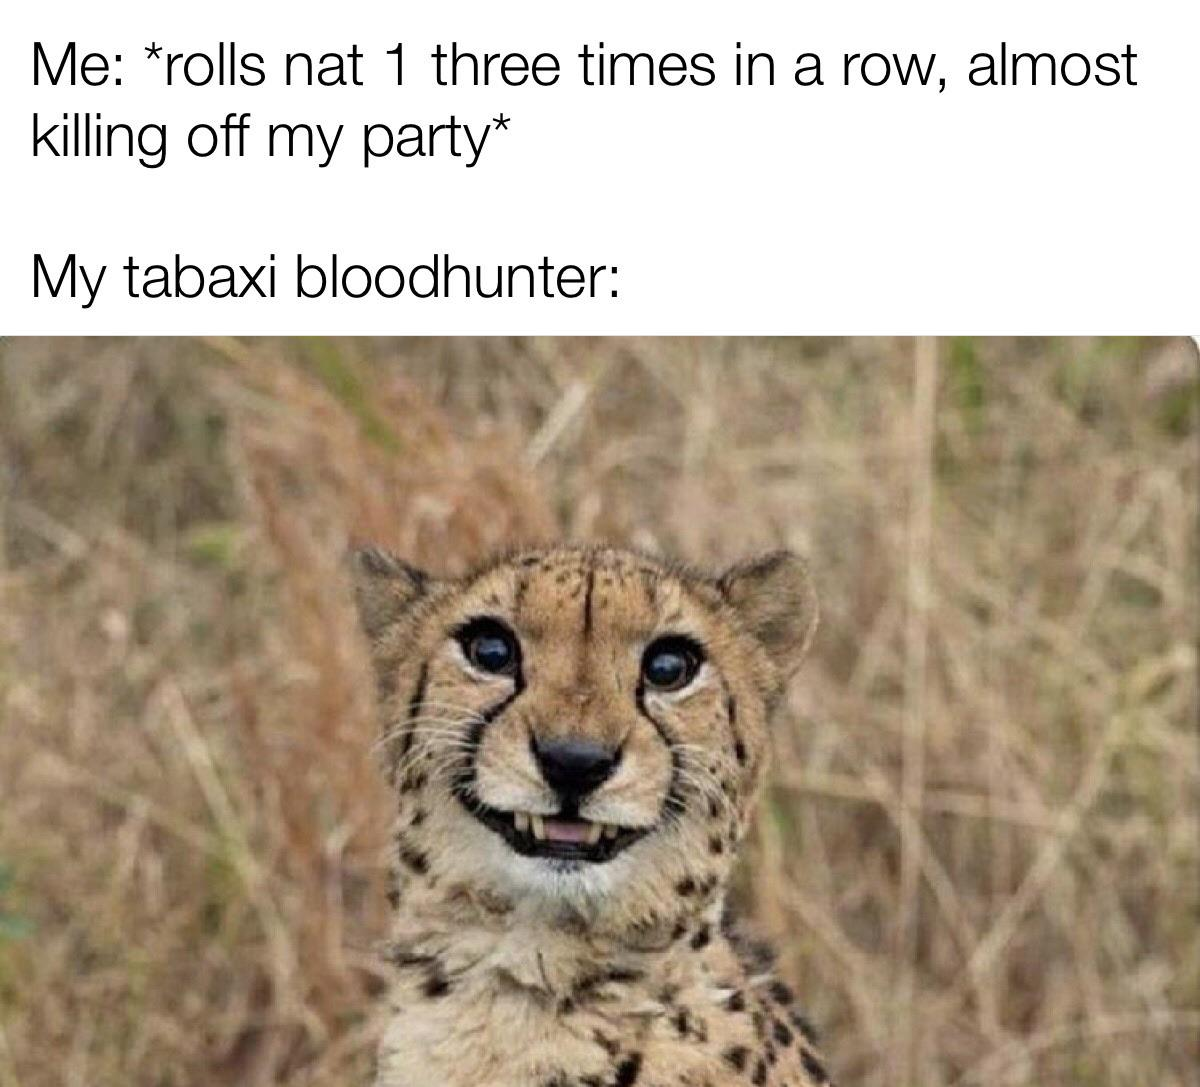 Me: *rolls nat 1 three times in a row, almost
killing off my party*
My tabaxi bloodhunter: